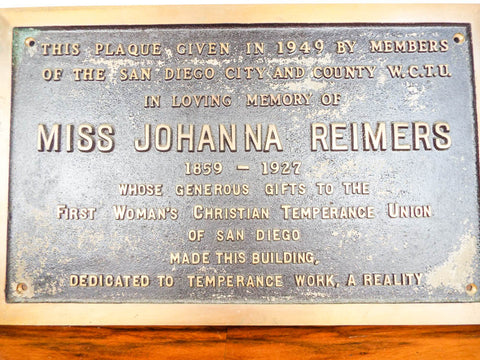 THIS PLAQUE GIVEN IN 1949 BY MEMBERS
OF THE SAN DIEGO CITY AND COUNTY W.C.T.U.
IN LOVING MEMORY OF
MISS JOHANNA REIMERS
1859 – 1927
WHOSE GENEROUS GIFTS TO THE
FIRST WOMAN'S CHRISTIAN TEMPERANCE UNION
OF SAN DIEGO
MADE THIS BUILDING,
DEDICATED TO TEMPERANCE WORK, A REALITY